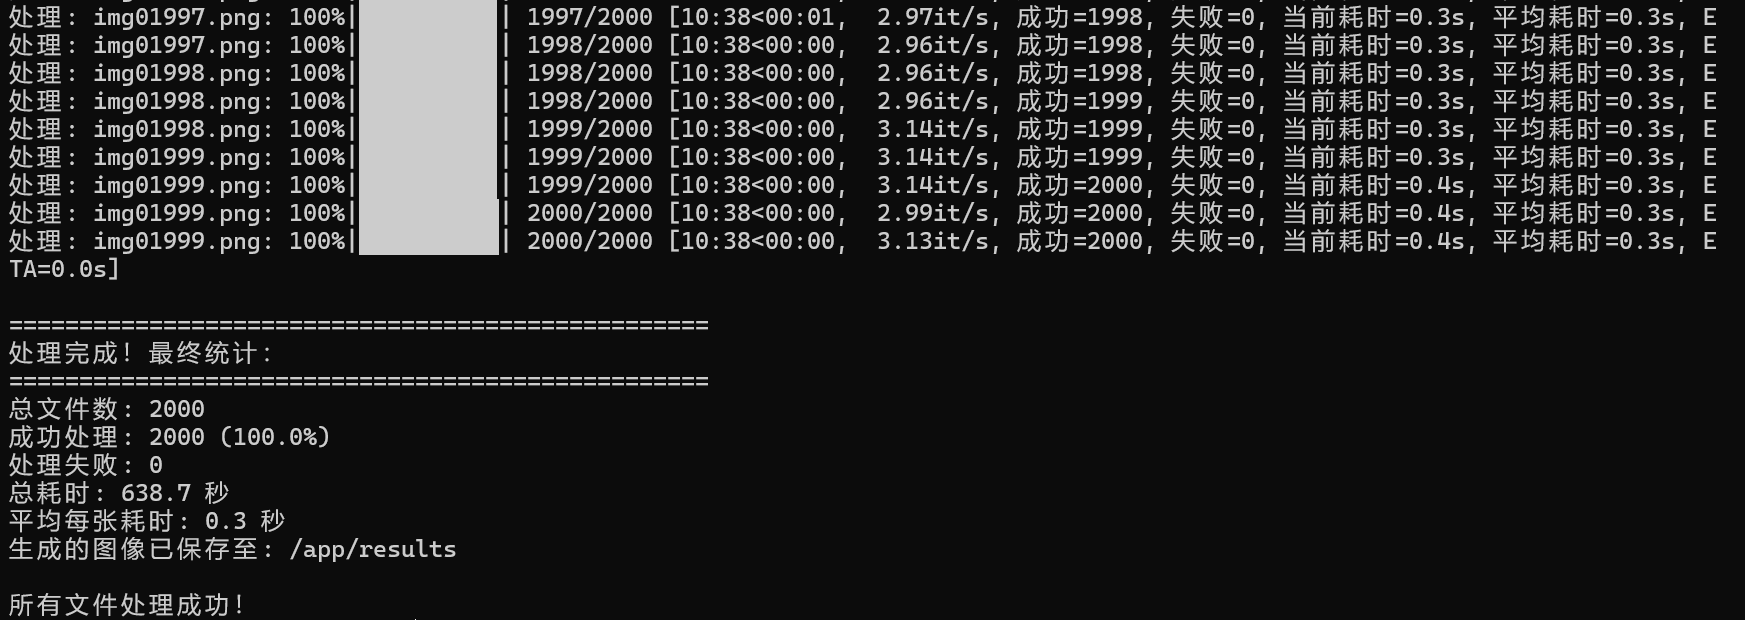 处理: img01997.png: 100%|██████████| 1997/2000 [10:38<00:01,  2.97it/s, 成功=1998, 失败=0, 当前耗时=0.3s, 平均耗时=0.3s, E
处理: img01997.png: 100%|██████████| 1998/2000 [10:38<00:00,  2.96it/s, 成功=1998, 失败=0, 当前耗时=0.3s, 平均耗时=0.3s, E
处理: img01998.png: 100%|██████████| 1998/2000 [10:38<00:00,  2.96it/s, 成功=1998, 失败=0, 当前耗时=0.3s, 平均耗时=0.3s, E
处理: img01998.png: 100%|██████████| 1998/2000 [10:38<00:00,  2.96it/s, 成功=1999, 失败=0, 当前耗时=0.3s, 平均耗时=0.3s, E
处理: img01998.png: 100%|██████████| 1999/2000 [10:38<00:00,  3.14it/s, 成功=1999, 失败=0, 当前耗时=0.3s, 平均耗时=0.3s, E
处理: img01999.png: 100%|██████████| 1999/2000 [10:38<00:00,  3.14it/s, 成功=1999, 失败=0, 当前耗时=0.3s, 平均耗时=0.3s, E
处理: img01999.png: 100%|██████████| 1999/2000 [10:38<00:00,  3.14it/s, 成功=2000, 失败=0, 当前耗时=0.4s, 平均耗时=0.3s, E
处理: img01999.png: 100%|██████████| 2000/2000 [10:38<00:00,  2.99it/s, 成功=2000, 失败=0, 当前耗时=0.4s, 平均耗时=0.3s, E
处理: img01999.png: 100%|██████████| 2000/2000 [10:38<00:00,  3.13it/s, 成功=2000, 失败=0, 当前耗时=0.4s, 平均耗时=0.3s, E
TA=0.0s]
==================================================
处理完成! 最终统计:
==================================================
总文件数: 2000
成功处理: 2000 (100.0%)
处理失败: 0
总耗时: 638.7 秒
平均每张耗时: 0.3 秒
生成的图像已保存至: /app/results
所有文件处理成功!